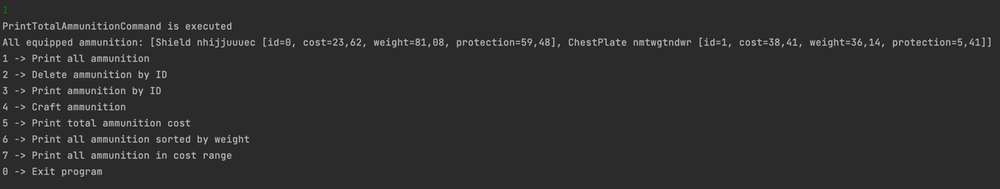 1
PrintTotalAmmunitionCommand is executed
All equipped ammunition: [Shield nhijjuuuec [id=0, cost=23,62, weight=81,08, protection=59,48], ChestPlate nmtwgtndwr [id=1, cost=38,41, weight=36,14, protection=5,41]]
1 -> Print all ammunition
2 -> Delete ammunition by ID
3 -> Print ammunition by ID
4 -> Craft ammunition
5 -> Print total ammunition cost
6 -> Print all ammunition sorted by weight
7 -> Print all ammunition in cost range
0 -> Exit program